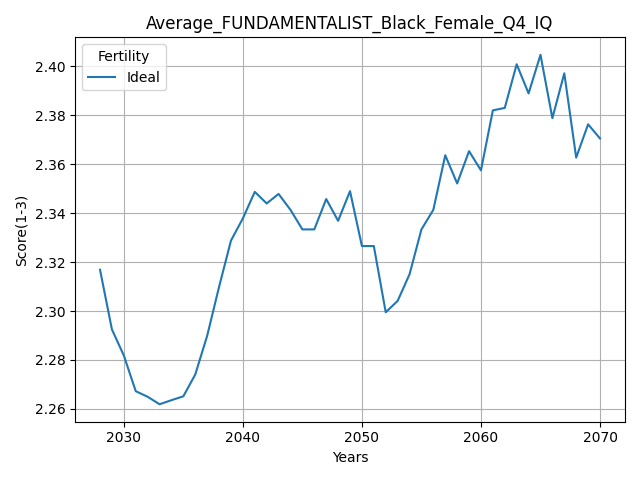 Average_FUNDAMENTALIST_Black_Female_Q4_IQ
Fertility
Ideal
Score(1-3)
2.40
2.38
2.36
2.34
2.32
2.30
2.28
2.26
2030 2040 2050 2060 2070
Years